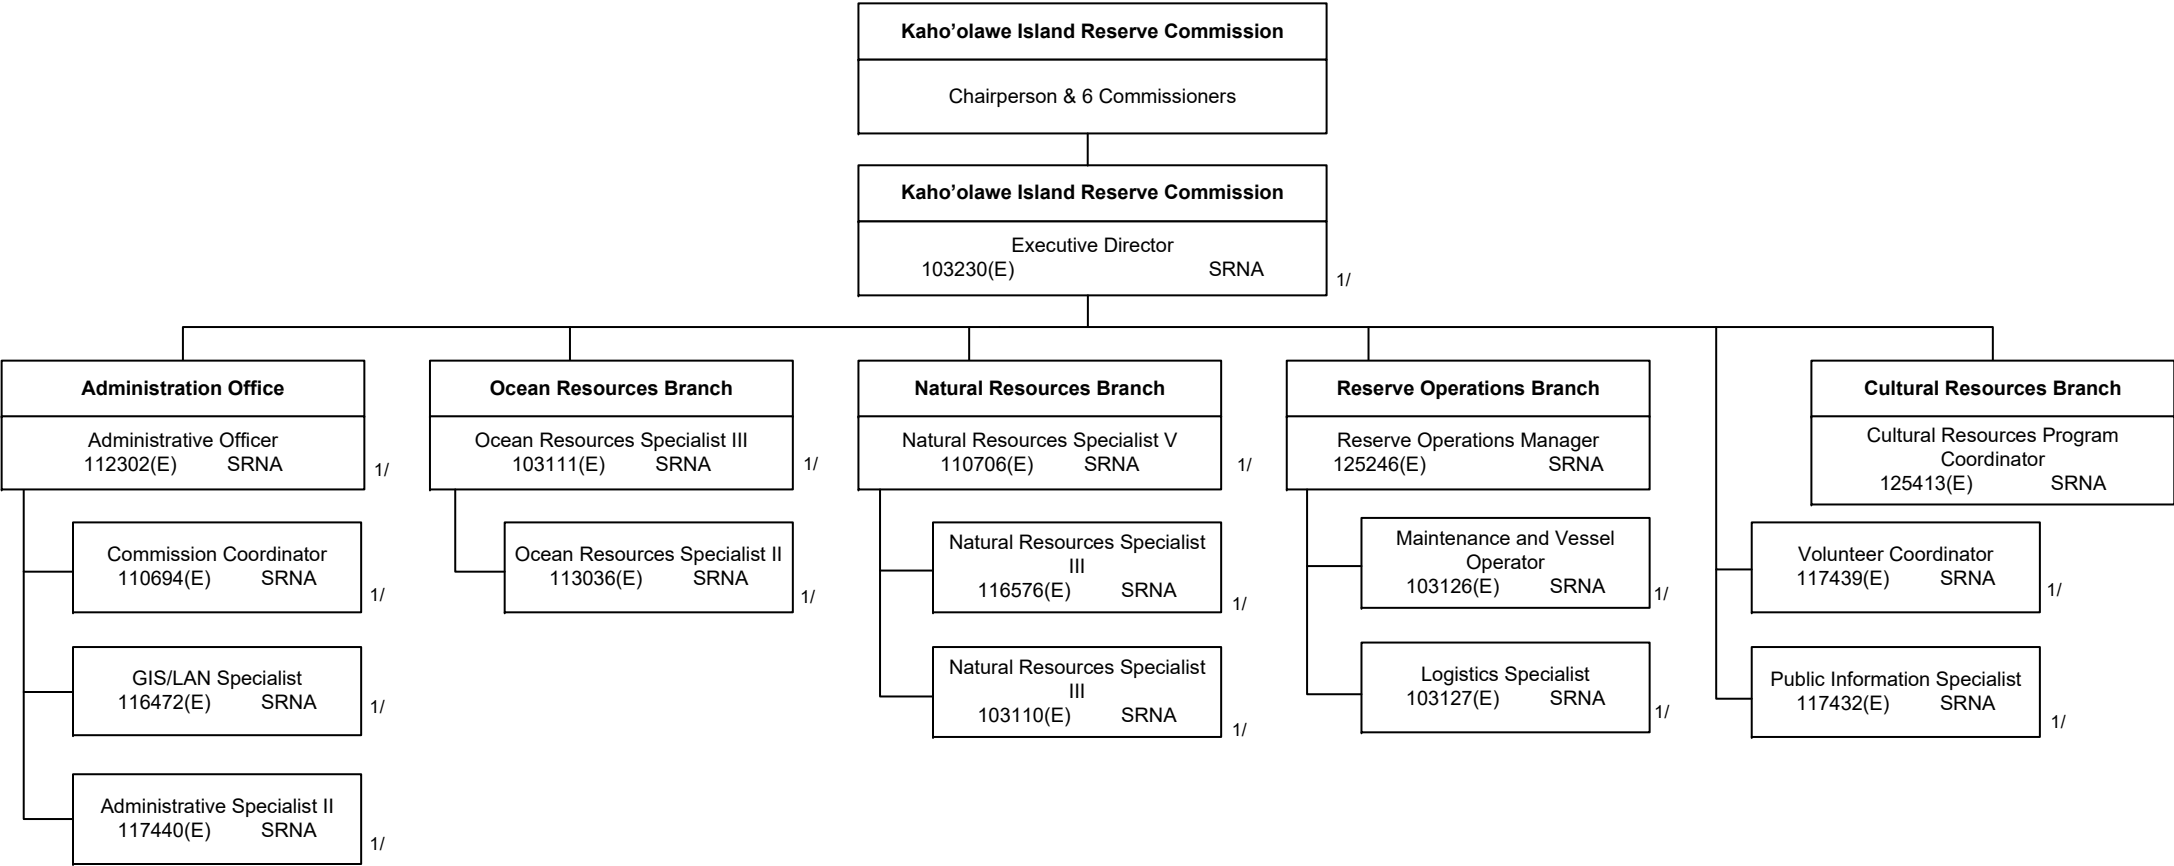 Kaho’olawe Island Reserve Commission
Chairperson & 6 Commissioners
Kaho’olawe Island Reserve Commission
Executive Director
103230(E) SRNA
1/
Administration Office
Administrative Officer
112302(E) SRNA
1/
Commission Coordinator
110694(E) SRNA
1/
GIS/LAN Specialist
116472(E) SRNA
1/
Administrative Specialist II
117440(E) SRNA
1/
Ocean Resources Branch
Ocean Resources Specialist III
103111(E) SRNA
1/
Ocean Resources Specialist II
113036(E) SRNA
1/
Natural Resources Branch
Natural Resources Specialist V
110706(E) SRNA
1/
Natural Resources Specialist
III
116576(E) SRNA
1/
Natural Resources Specialist
III
103110(E) SRNA
1/
Reserve Operations Branch
Reserve Operations Manager
125246(E) SRNA
Maintenance and Vessel
Operator
103126(E) SRNA
1/
Logistics Specialist
103127(E) SRNA
1/
Cultural Resources Branch
Cultural Resources Program
Coordinator
125413(E) SRNA
Volunteer Coordinator
117439(E) SRNA
1/
Public Information Specialist
117432(E) SRNA
1/